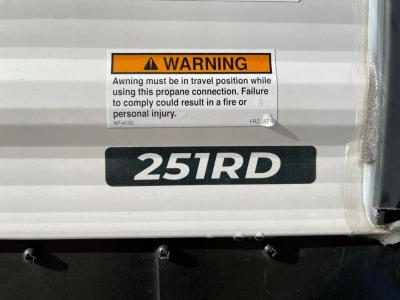 WARNING
Awning must be in travel position while
using this propane connection. Failure
to comply could result in a fire or
personal injury.
251RD